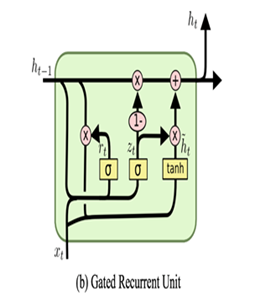 h_t
h_{t-1}
x
+
1-
x
x
r_t
z_t
h̃_t
σ
σ
tanh
x_t
(b) Gated Recurrent Unit